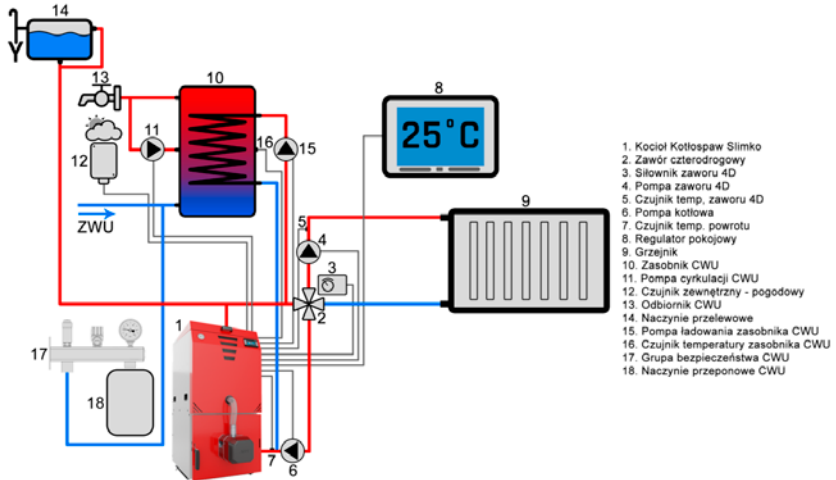 14
13
10
8
11
16
15
12
25°C
ZWU
5
4
3
2
9
1
17
18
7
6
1. Kocioł Kotłospaw Slimko
2. Zawór czterodrogowy
3. Siłownik zaworu 4D
4. Pompa zaworu 4D
5. Czujnik temp, zaworu 4D
6. Pompa kotłowa
7. Czujnik temp. powrotu
8. Regulator pokojowy
9. Grzejnik
10. Zasobnik CWU
11. Pompa cyrkulacji CWU
12. Czujnik zewnętrzny - pogodowy
13. Odbiornik CWU
14. Naczynie przelewowe
15. Pompa ładowania zasobnika CWU
16. Czujnik temperatury zasobnika CWU
17. Grupa bezpieczeństwa CWU
18. Naczynie przeponowe CWU